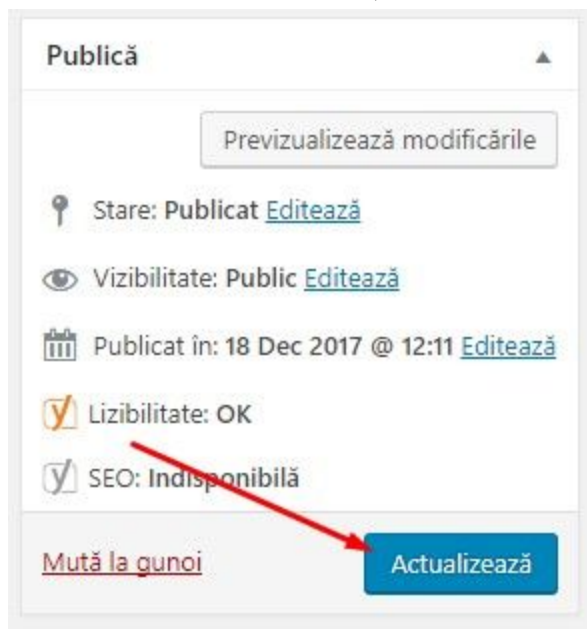 Publică
Previzualizează modificările
Stare: Publicat Editează
Vizibilitate: Public Editează
Publicat în: 18 Dec 2017 @ 12:11 Editează
Lizibilitate: OK
SEO: Indisponibilă
Mută la gunoi Actualizează